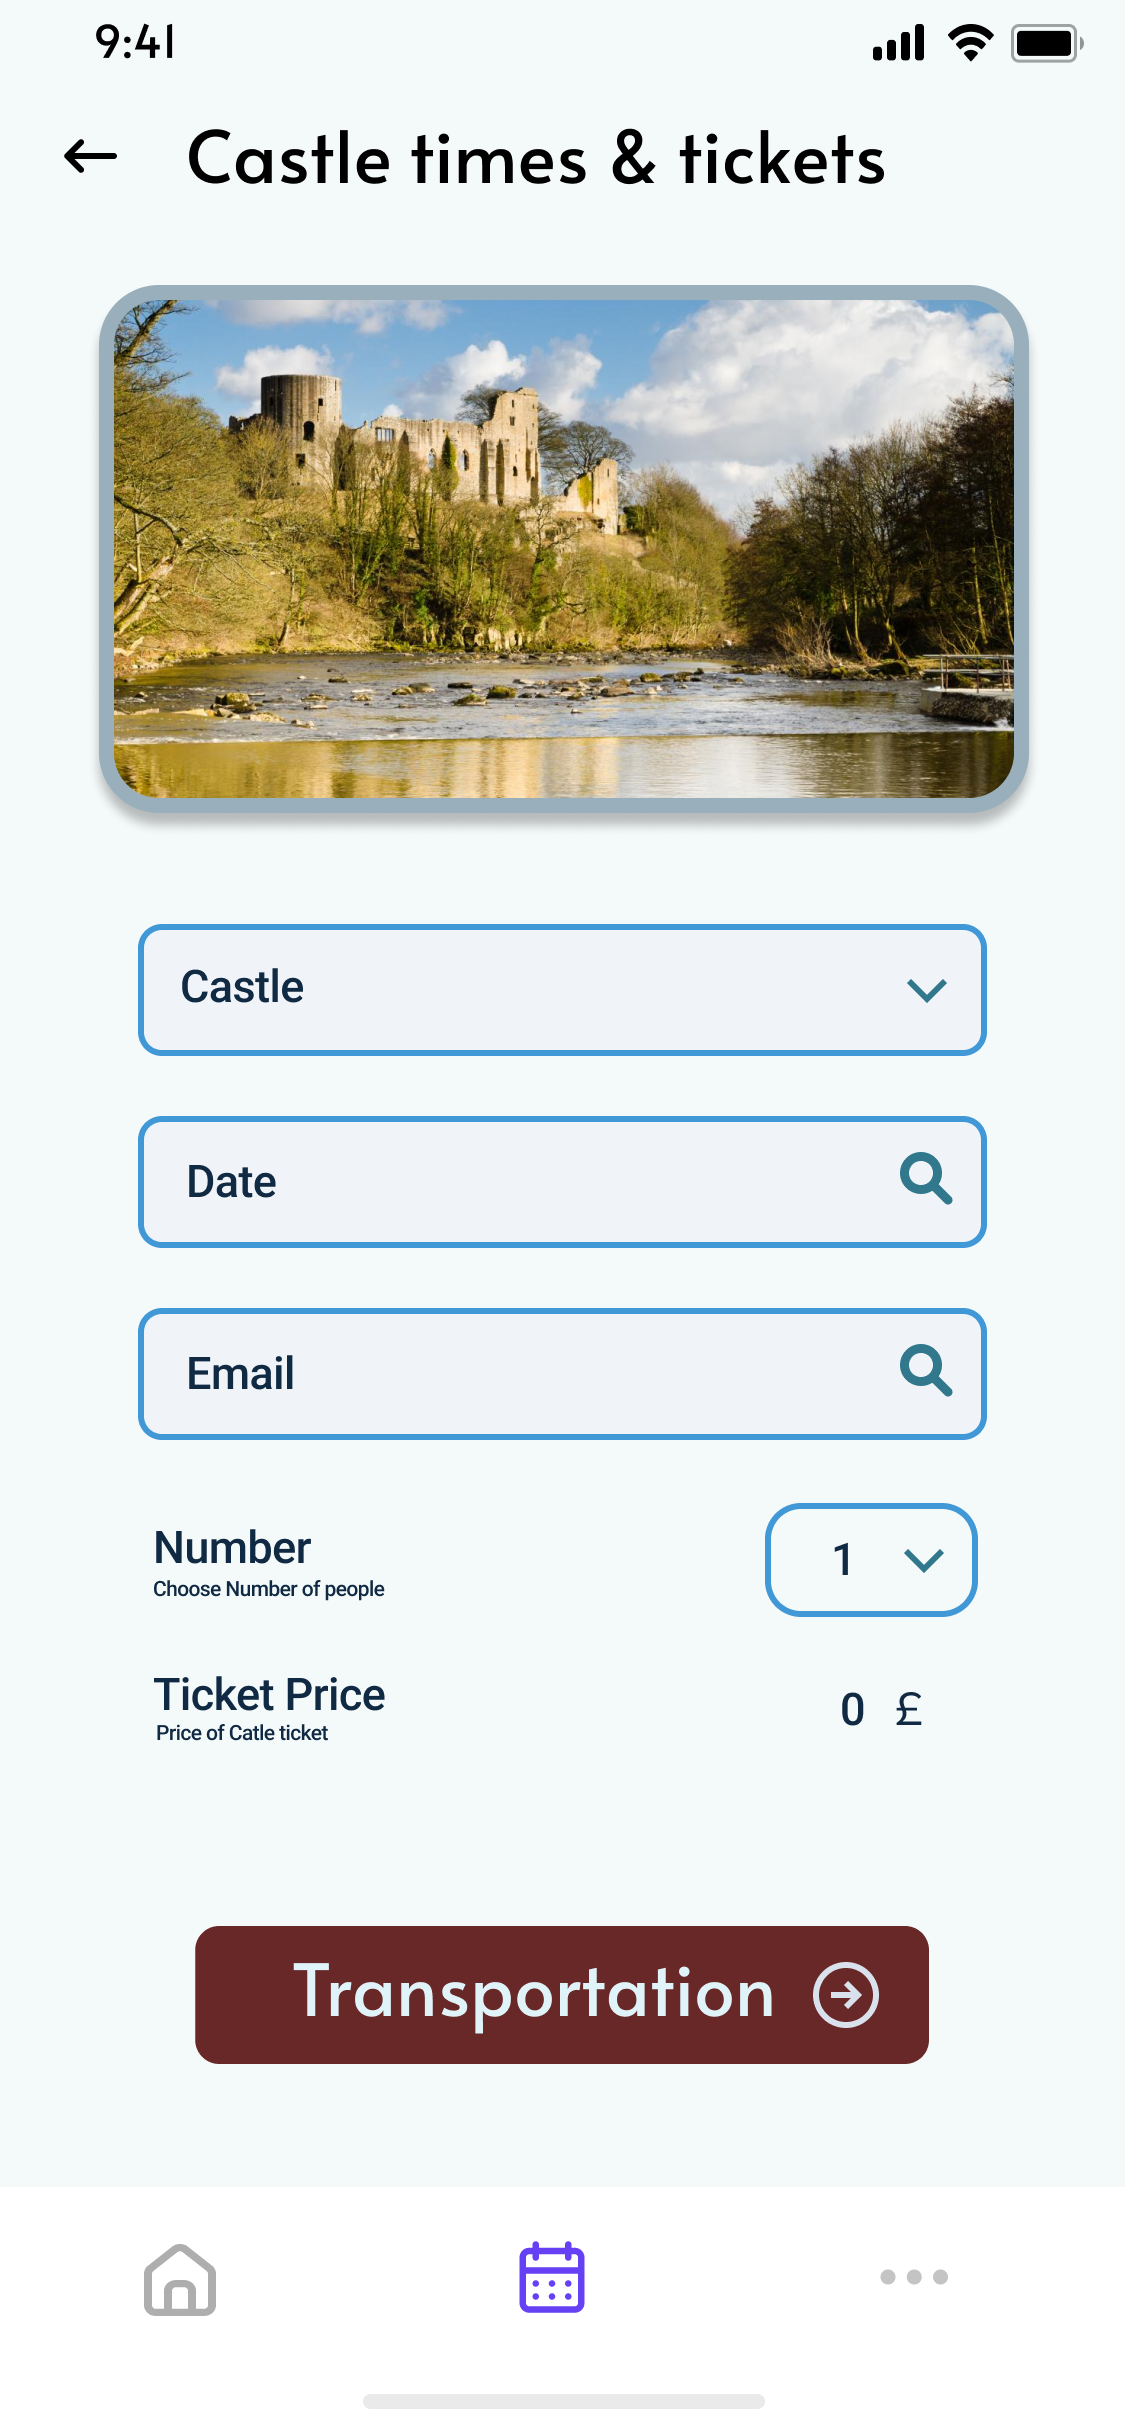 9:41
Castle times & tickets
Castle
Date
Email
Number
Choose Number of people
1
Ticket Price
Price of Catle ticket
0 £
Transportation